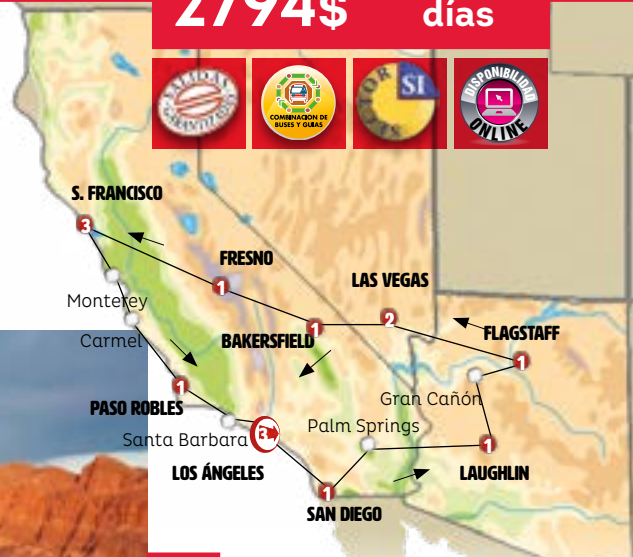 2794$ días
SALIDAS
GARANTIZADAS
COMBINACIÓN DE
BUSES Y GUIAS
SECTOR
SI
DISPONIBILIDAD
ONLINE
S. FRANCISCO
3
FRESNO
1
LAS VEGAS
2
Monterey
Carmel
BAKERSFIELD
1
FLAGSTAFF
1
Gran Cañón
1
PASO ROBLES
Santa Barbara
3
Palm Springs
1
LOS ÁNGELES
LAUGHLIN
1
SAN DIEGO